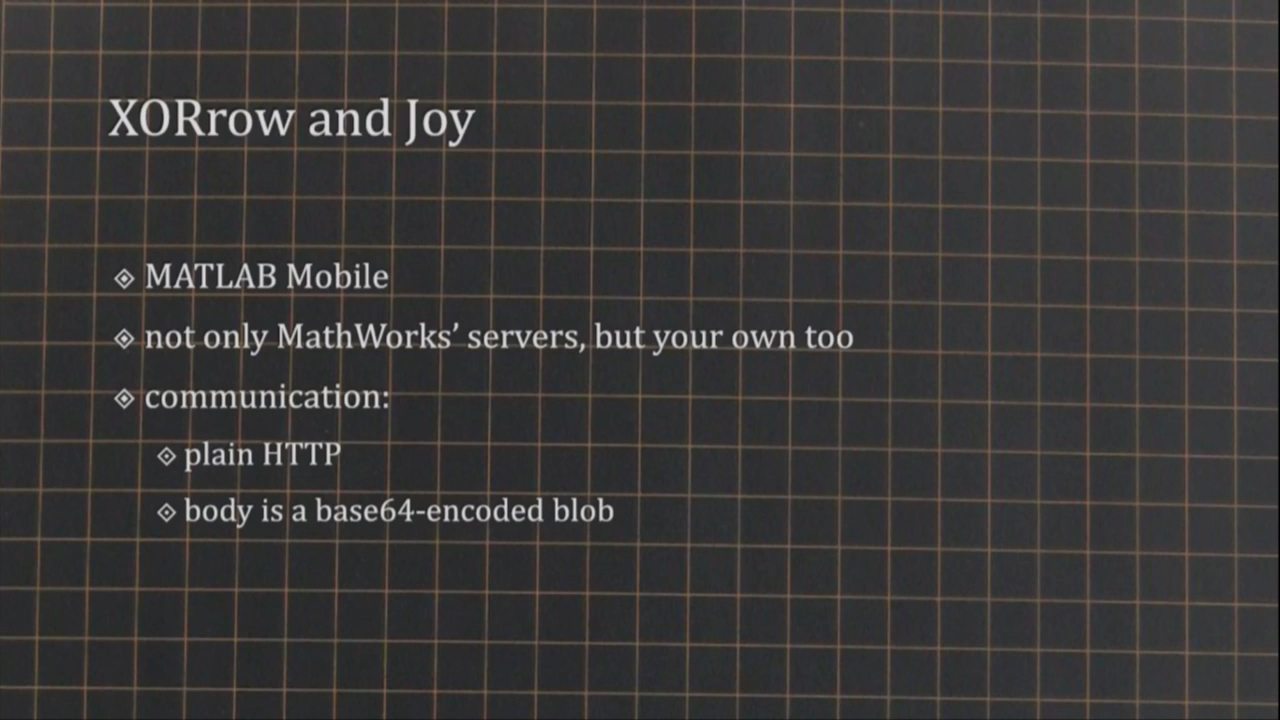 XORrow and Joy
MATLAB Mobile
not only MathWorks’ servers, but your own too
communication:
plain HTTP
body is a base64-encoded blob